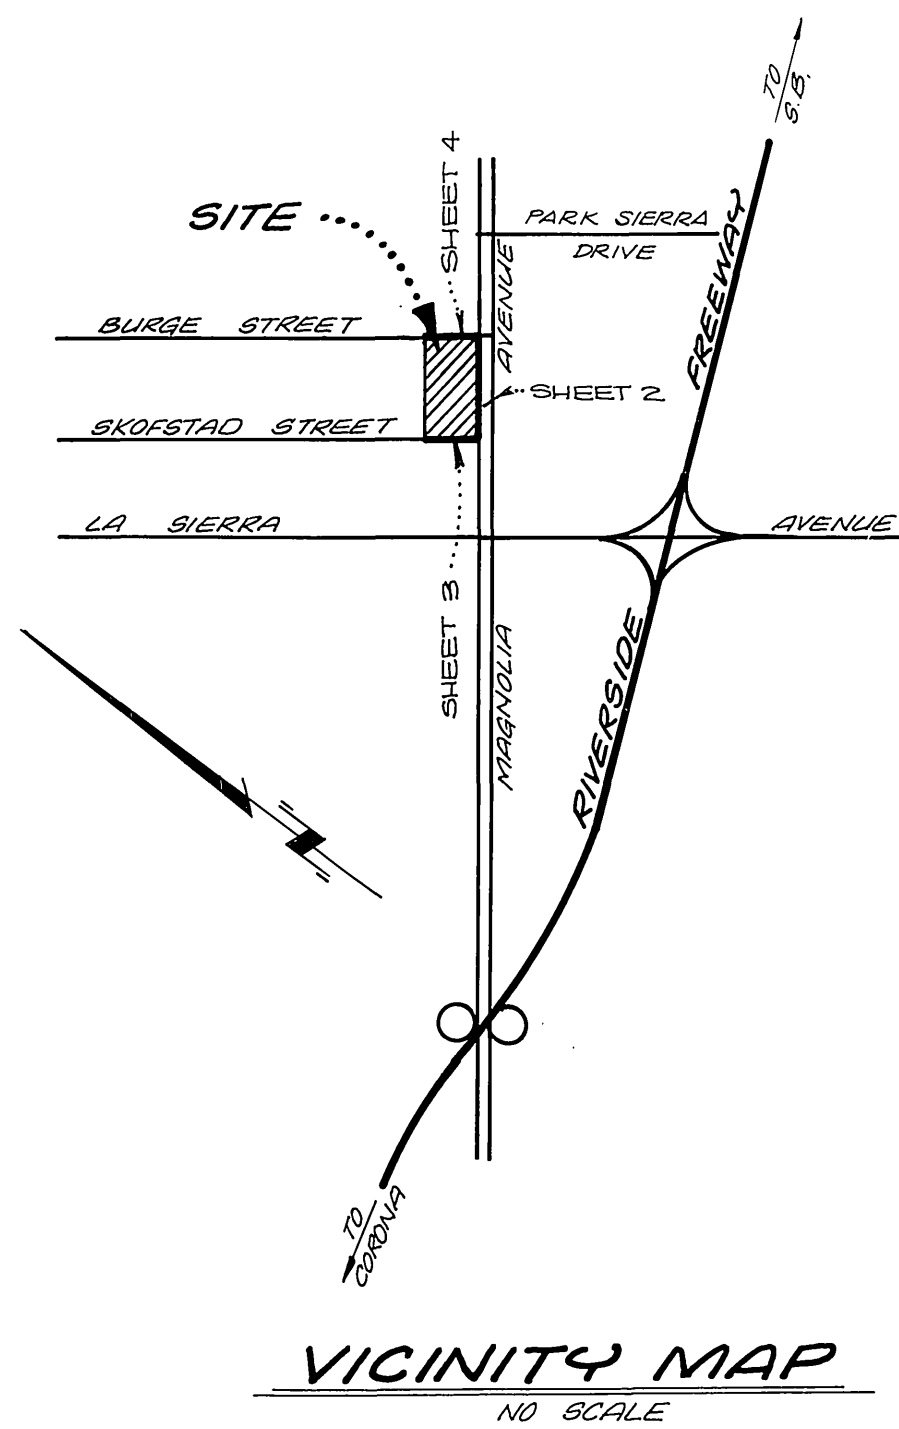 TO
S.B.
SHEET 4
SITE
PARK SIERRA
DRIVE
FREEWAY
AVENUE
BURGE STREET
SHEET 2
SKOFSTAD STREET
LA SIERRA
AVENUE
SHEET 3
MAGNOLIA
RIVERSIDE
N
TO
CORONA
VICINITY MAP
NO SCALE